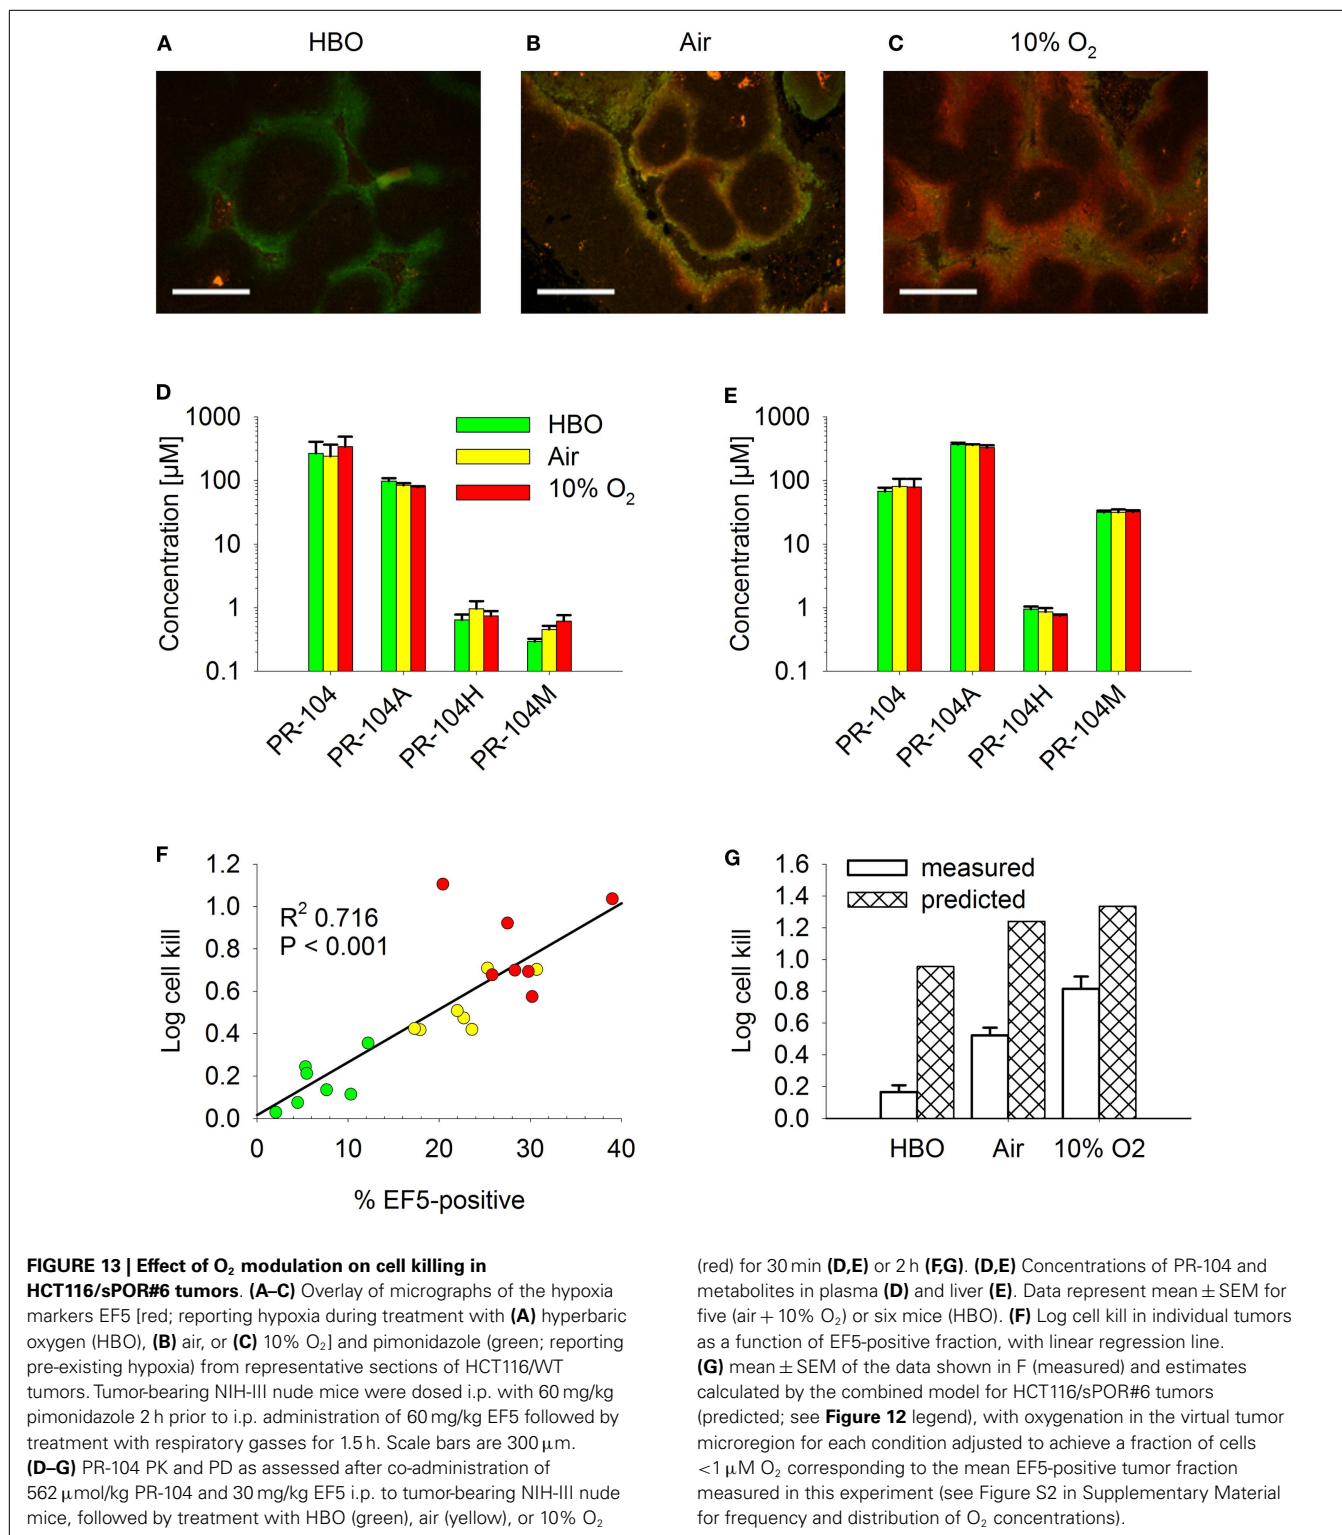 A HBO
B Air
C 10% O₂
D
Concentration [µM]
1000
100
10
1
0.1
HBO
Air
10% O₂
PR-104
PR-104A
PR-104H
PR-104M
E
Concentration [µM]
1000
100
10
1
0.1
PR-104
PR-104A
PR-104H
PR-104M
F
Log cell kill
1.2
1.0
0.8
0.6
0.4
0.2
0.0
R² 0.716
P < 0.001
0 10 20 30 40
% EF5-positive
G
Log cell kill
1.6
1.4
1.2
1.0
0.8
0.6
0.4
0.2
0.0
measured
predicted
HBO Air 10% O2
FIGURE 13 | Effect of O₂ modulation on cell killing in
HCT116/sPOR#6 tumors. (A–C) Overlay of micrographs of the hypoxia
markers EF5 [red; reporting hypoxia during treatment with (A) hyperbaric
oxygen (HBO), (B) air, or (C) 10% O₂] and pimonidazole (green; reporting
pre-existing hypoxia) from representative sections of HCT116/WT
tumors. Tumor-bearing NIH-III nude mice were dosed i.p. with 60 mg/kg
pimonidazole 2 h prior to i.p. administration of 60 mg/kg EF5 followed by
treatment with respiratory gasses for 1.5 h. Scale bars are 300 µm.
(D–G) PR-104 PK and PD as assessed after co-administration of
562 µmol/kg PR-104 and 30 mg/kg EF5 i.p. to tumor-bearing NIH-III nude
mice, followed by treatment with HBO (green), air (yellow), or 10% O₂
(red) for 30 min (D,E) or 2 h (F,G). (D,E) Concentrations of PR-104 and
metabolites in plasma (D) and liver (E). Data represent mean ± SEM for
five (air + 10% O₂) or six mice (HBO). (F) Log cell kill in individual tumors
as a function of EF5-positive fraction, with linear regression line.
(G) mean ± SEM of the data shown in F (measured) and estimates
calculated by the combined model for HCT116/sPOR#6 tumors
(predicted; see Figure 12 legend), with oxygenation in the virtual tumor
microregion for each condition adjusted to achieve a fraction of cells
<1 µM O₂ corresponding to the mean EF5-positive tumor fraction
measured in this experiment (see Figure S2 in Supplementary Material
for frequency and distribution of O₂ concentrations).